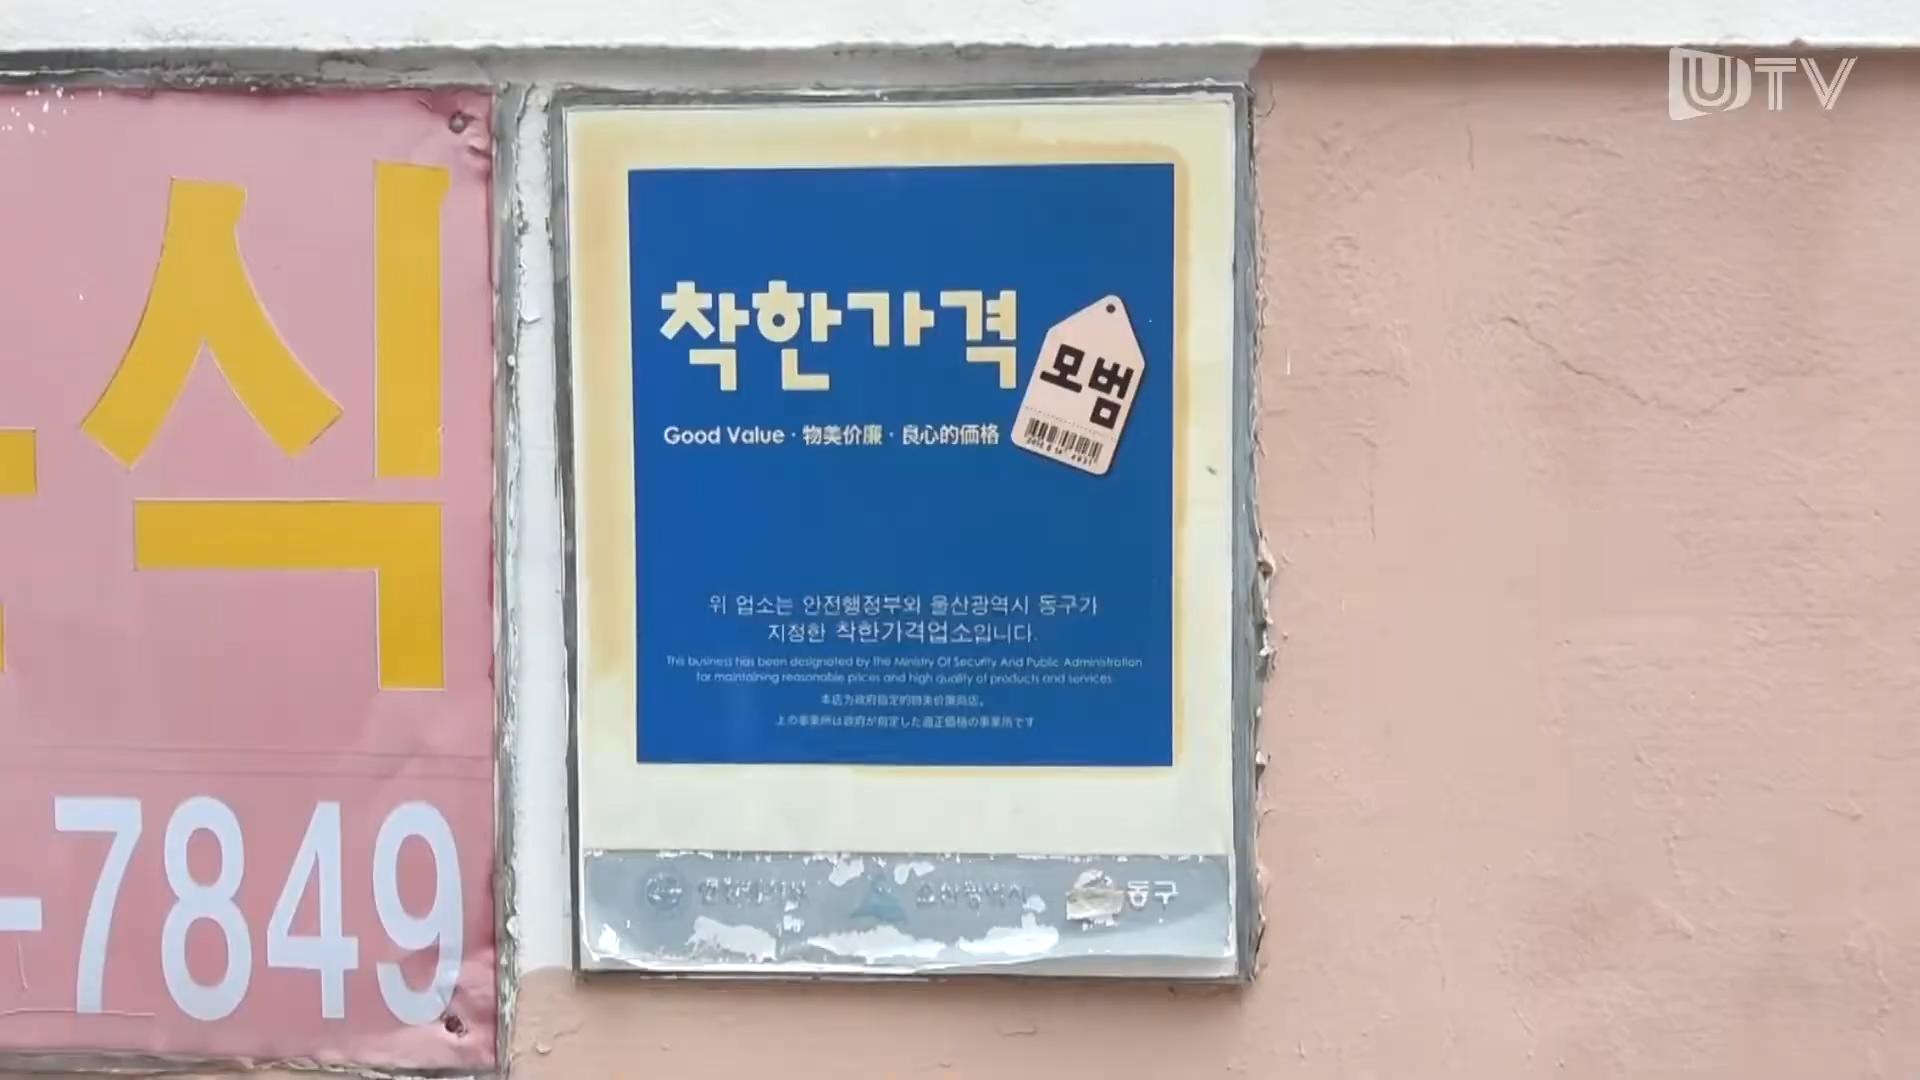 UTV
식
-7849
착한가격
모범
Good Value · 物美价廉 · 良心的価格
위 업소는 안전행정부와 울산광역시 동구가
지정한 착한가격업소입니다.
This business has been designated by the Ministry Of Security And Public Administration
for maintaining reasonable prices and high quality of products and services
本店为政府指定的物美价廉商店。
上の事業所は政府が指定した適正価格の事業所です
동구